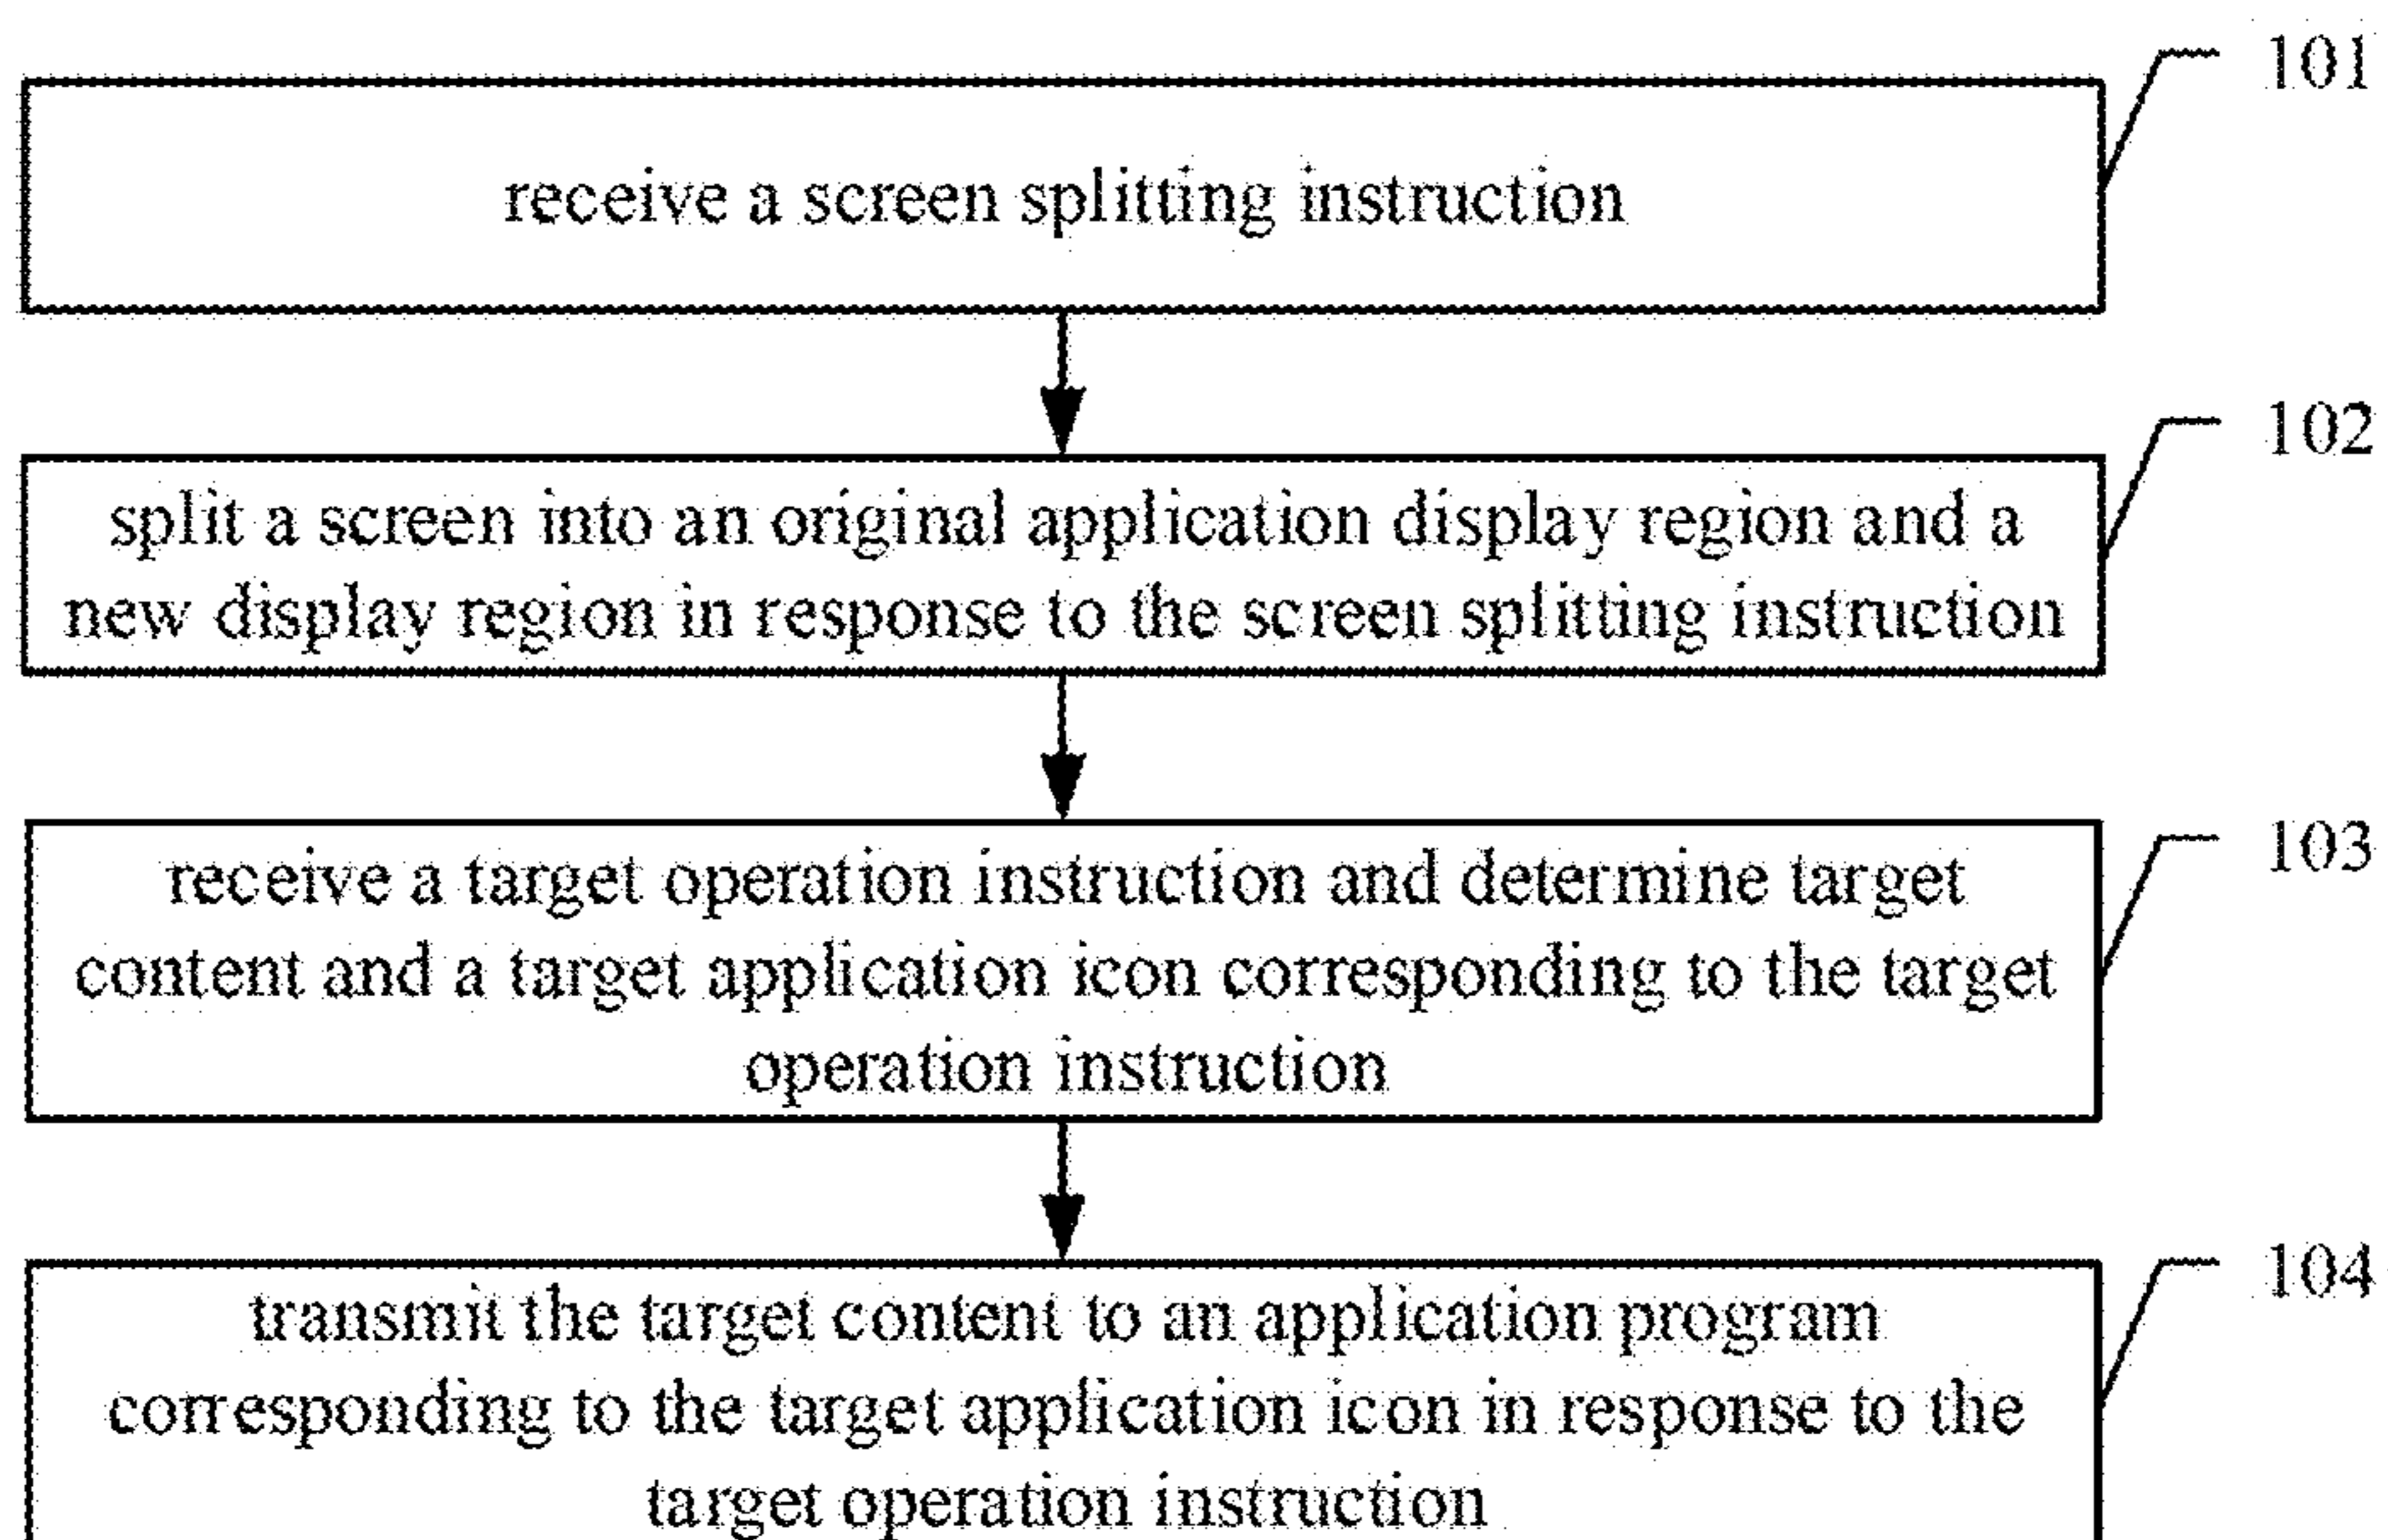 101
receive a screen splitting instruction
102
split a screen into an original application display region and a
new display region in response to the screen splitting instruction
103
receive a target operation instruction and determine target
content and a target application icon corresponding to the target
operation instruction
104
transmit the target content to an application program
corresponding to the target application icon in response to the
target operation instruction